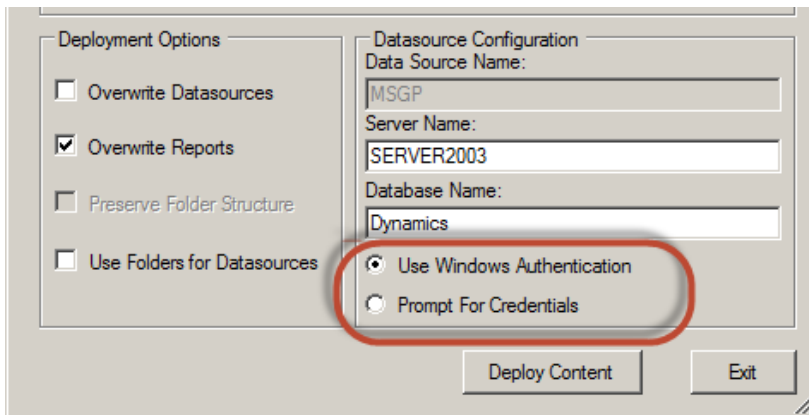 Deployment Options
Overwrite Datasources
Overwrite Reports
Preserve Folder Structure
Use Folders for Datasources
Datasource Configuration
Data Source Name:
MSGP
Server Name:
SERVER2003
Database Name:
Dynamics
Use Windows Authentication
Prompt For Credentials
Deploy Content
Exit